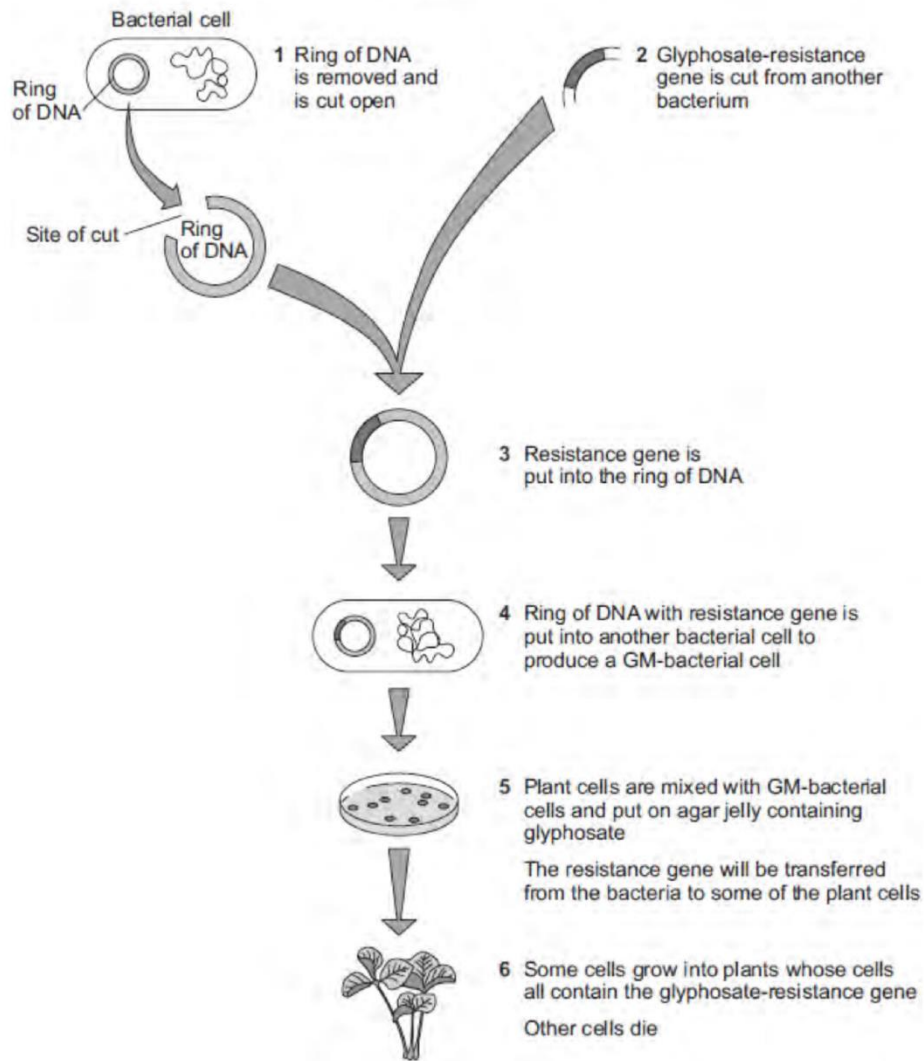 Bacterial cell
Ring
of DNA
1 Ring of DNA
is removed and
is cut open
2 Glyphosate-resistance
gene is cut from another
bacterium
Site of cut
Ring
of DNA
3 Resistance gene is
put into the ring of DNA
4 Ring of DNA with resistance gene is
put into another bacterial cell to
produce a GM-bacterial cell
5 Plant cells are mixed with GM-bacterial
cells and put on agar jelly containing
glyphosate
The resistance gene will be transferred
from the bacteria to some of the plant cells
6 Some cells grow into plants whose cells
all contain the glyphosate-resistance gene
Other cells die